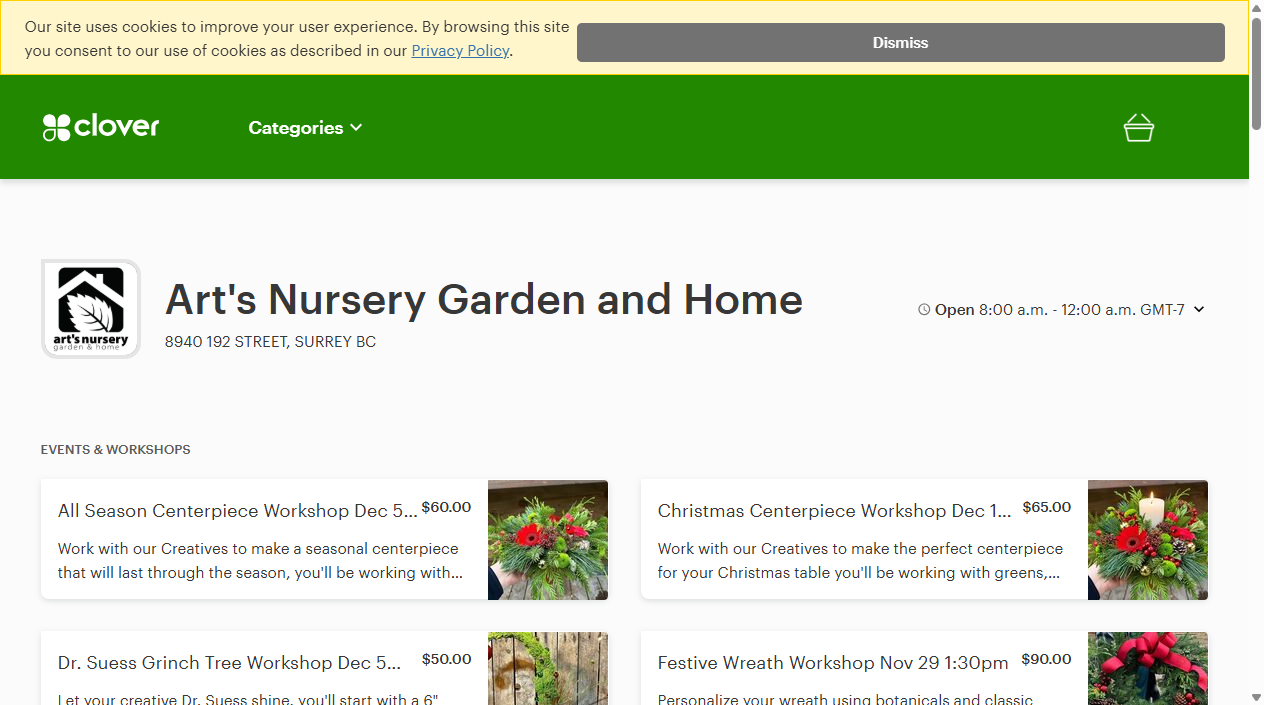 Our site uses cookies to improve your user experience. By browsing this site
you consent to our use of cookies as described in our Privacy Policy.
Dismiss
clover
Categories
art's nursery
garden & home
Art's Nursery Garden and Home
8940 192 STREET, SURREY BC
Open 8:00 a.m. - 12:00 a.m. GMT-7
EVENTS & WORKSHOPS
All Season Centerpiece Workshop Dec 5... $60.00
Work with our Creatives to make a seasonal centerpiece
that will last through the season, you'll be working with...
Christmas Centerpiece Workshop Dec 1... $65.00
Work with our Creatives to make the perfect centerpiece
for your Christmas table you'll be working with greens,...
Dr. Suess Grinch Tree Workshop Dec 5... $50.00
Let your creative Dr. Suess shine, you'll start with a 6"
Festive Wreath Workshop Nov 29 1:30pm $90.00
Personalize your wreath using botanicals and classic